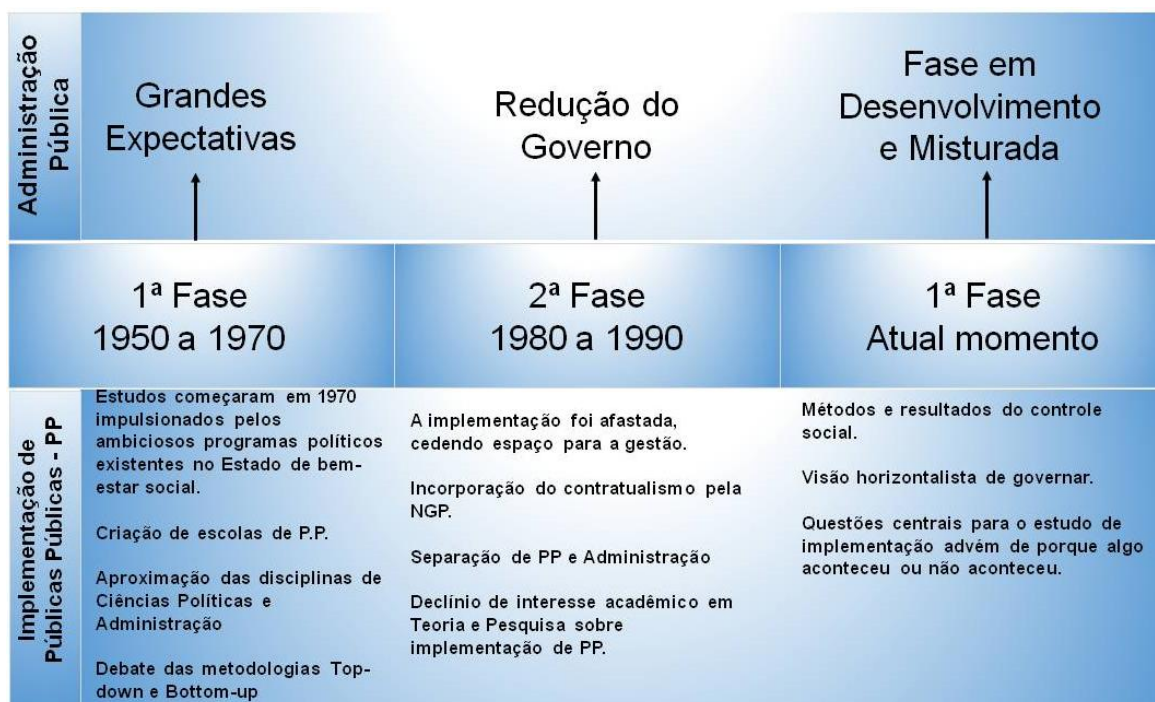 Administração
Pública
Grandes
Expectativas
Redução do
Governo
Fase em
Desenvolvimento
e Misturada
1ª Fase
1950 a 1970
2ª Fase
1980 a 1990
1ª Fase
Atual momento
Implementação de
Públicas Públicas - PP
Estudos começaram em 1970
impulsionados pelos
ambiciosos programas políticos
existentes no Estado de bem-
estar social.
Criação de escolas de P.P.
Aproximação das disciplinas de
Ciências Políticas e
Administração
Debate das metodologias Top-
down e Bottom-up
A implementação foi afastada,
cedendo espaço para a gestão.
Incorporação do contratualismo pela
NGP.
Separação de PP e Administração
Declínio de interesse acadêmico em
Teoria e Pesquisa sobre
implementação de PP.
Métodos e resultados do controle
social.
Visão horizontalista de governar.
Questões centrais para o estudo de
implementação advém de porque algo
aconteceu ou não aconteceu.